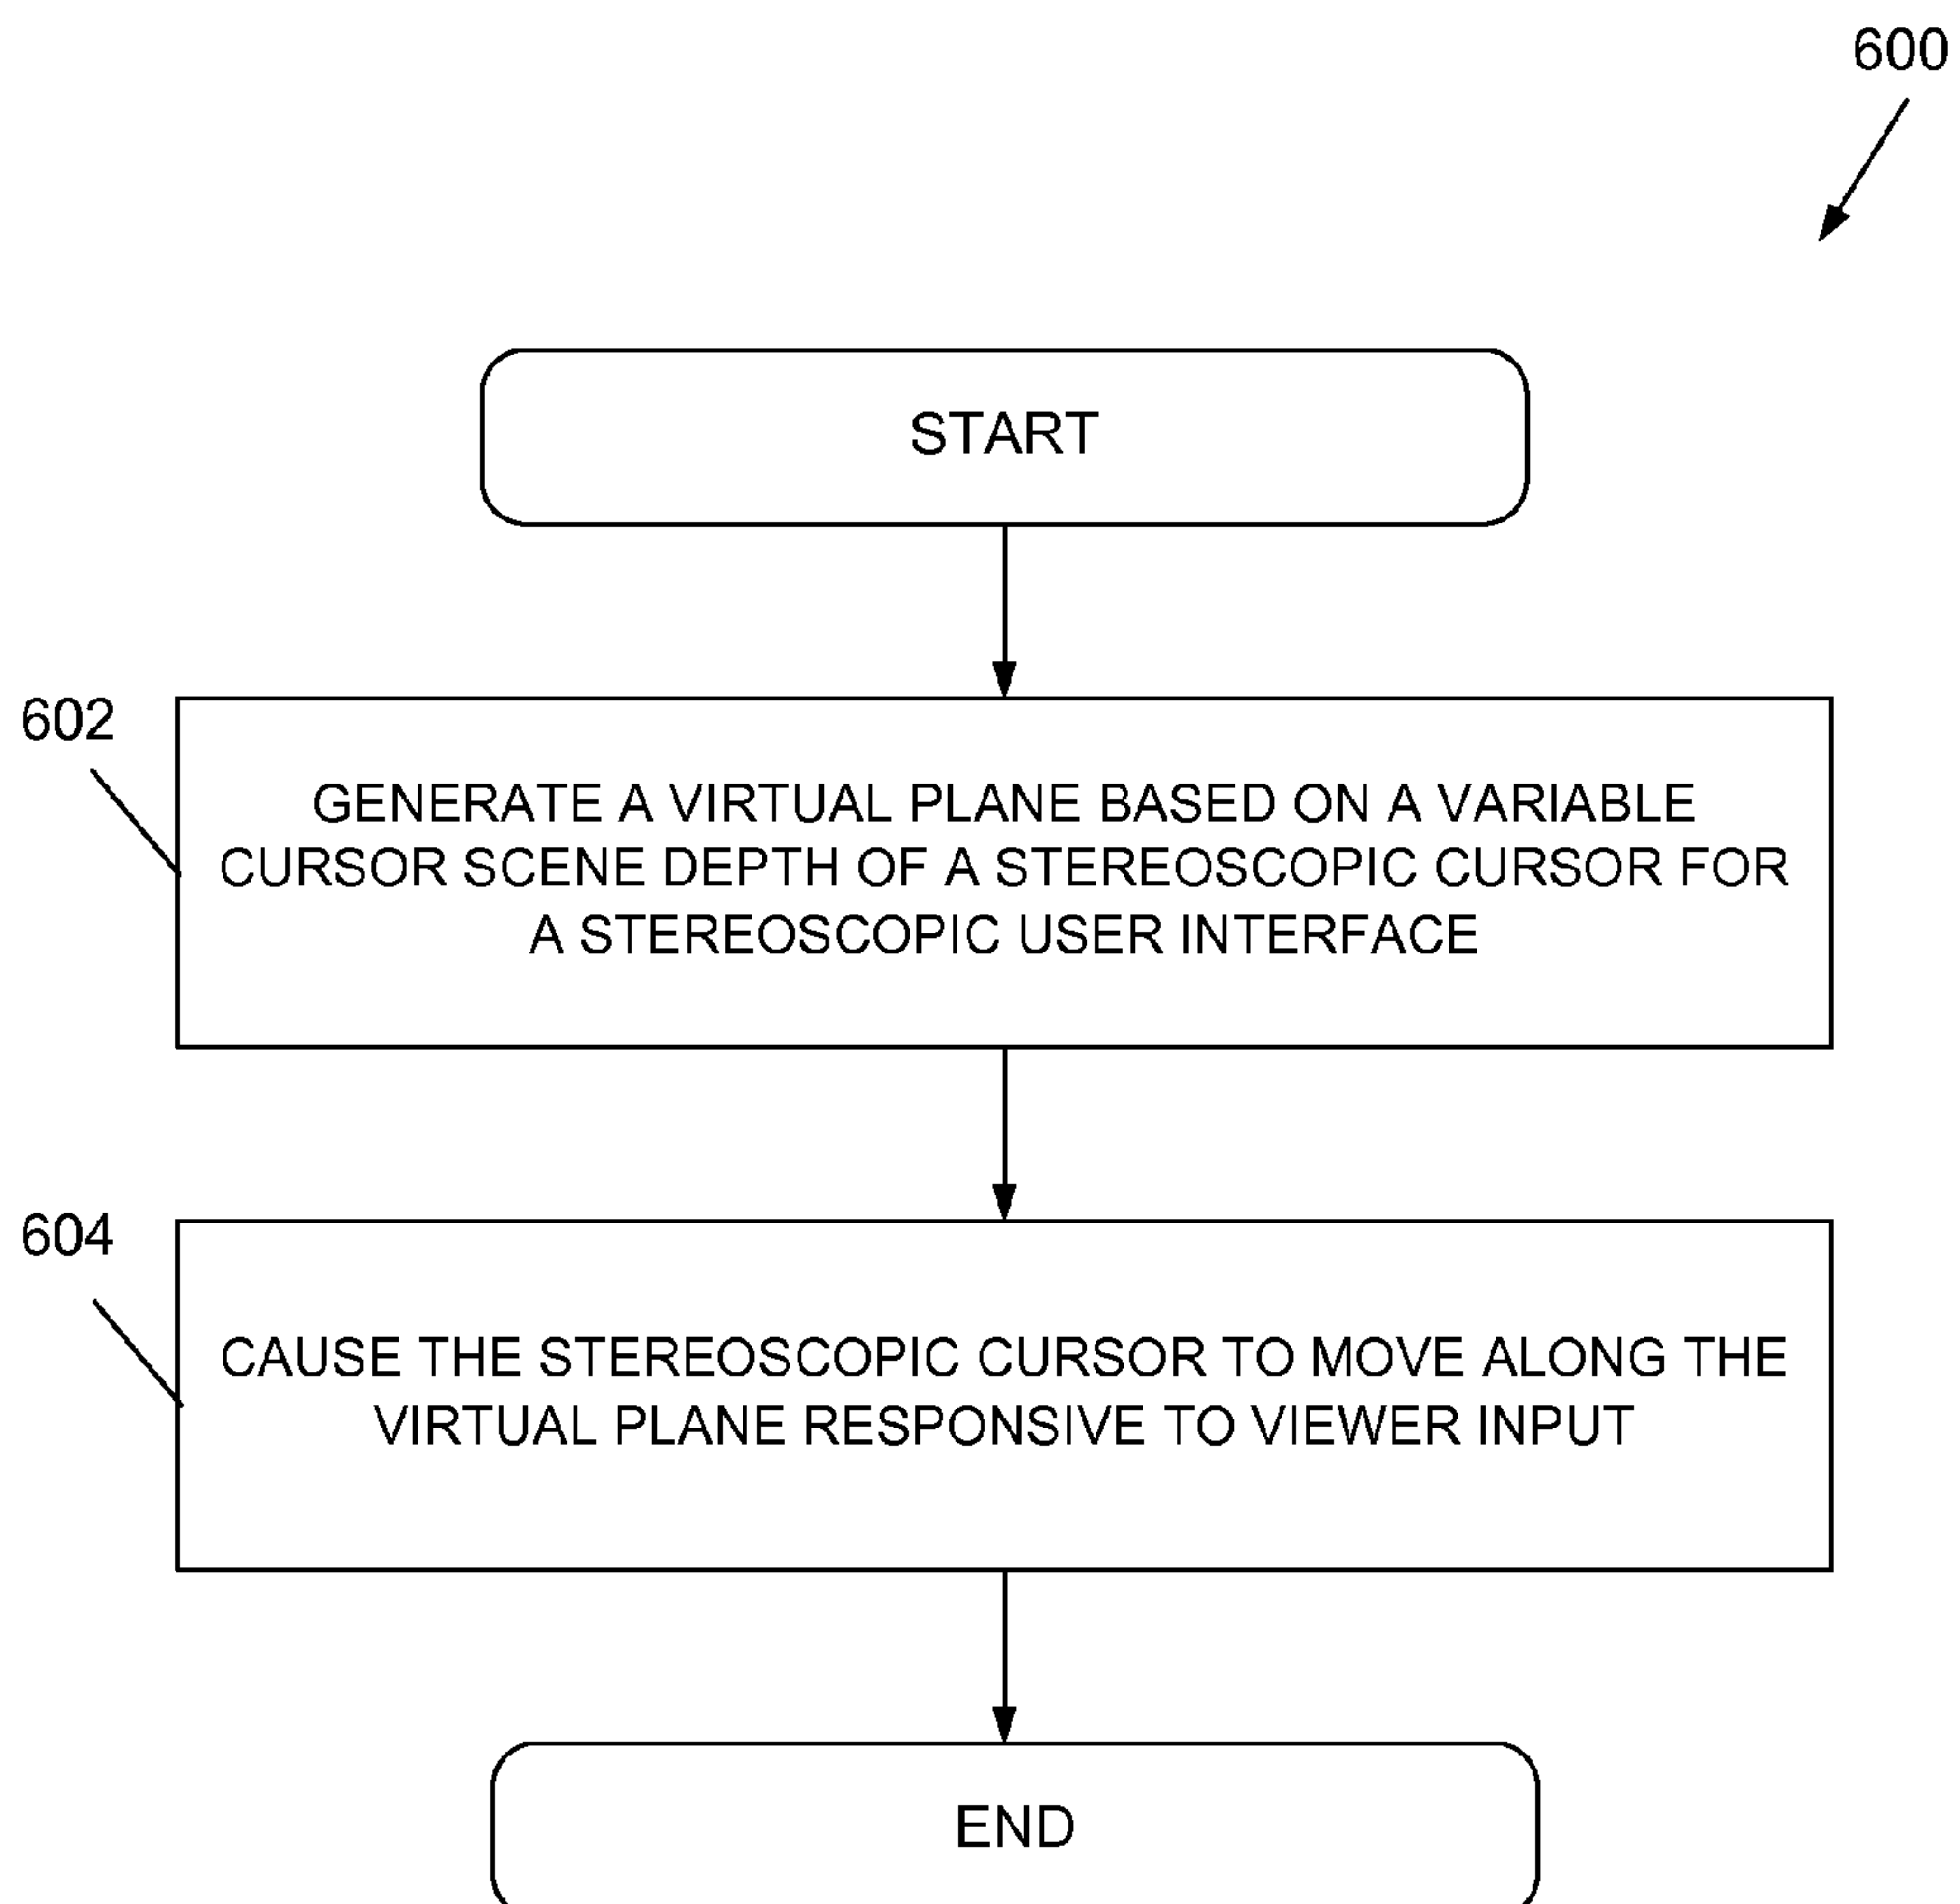 600
START
602
GENERATE A VIRTUAL PLANE BASED ON A VARIABLE
CURSOR SCENE DEPTH OF A STEREOSCOPIC CURSOR FOR
A STEREOSCOPIC USER INTERFACE
604
CAUSE THE STEREOSCOPIC CURSOR TO MOVE ALONG THE
VIRTUAL PLANE RESPONSIVE TO VIEWER INPUT
END